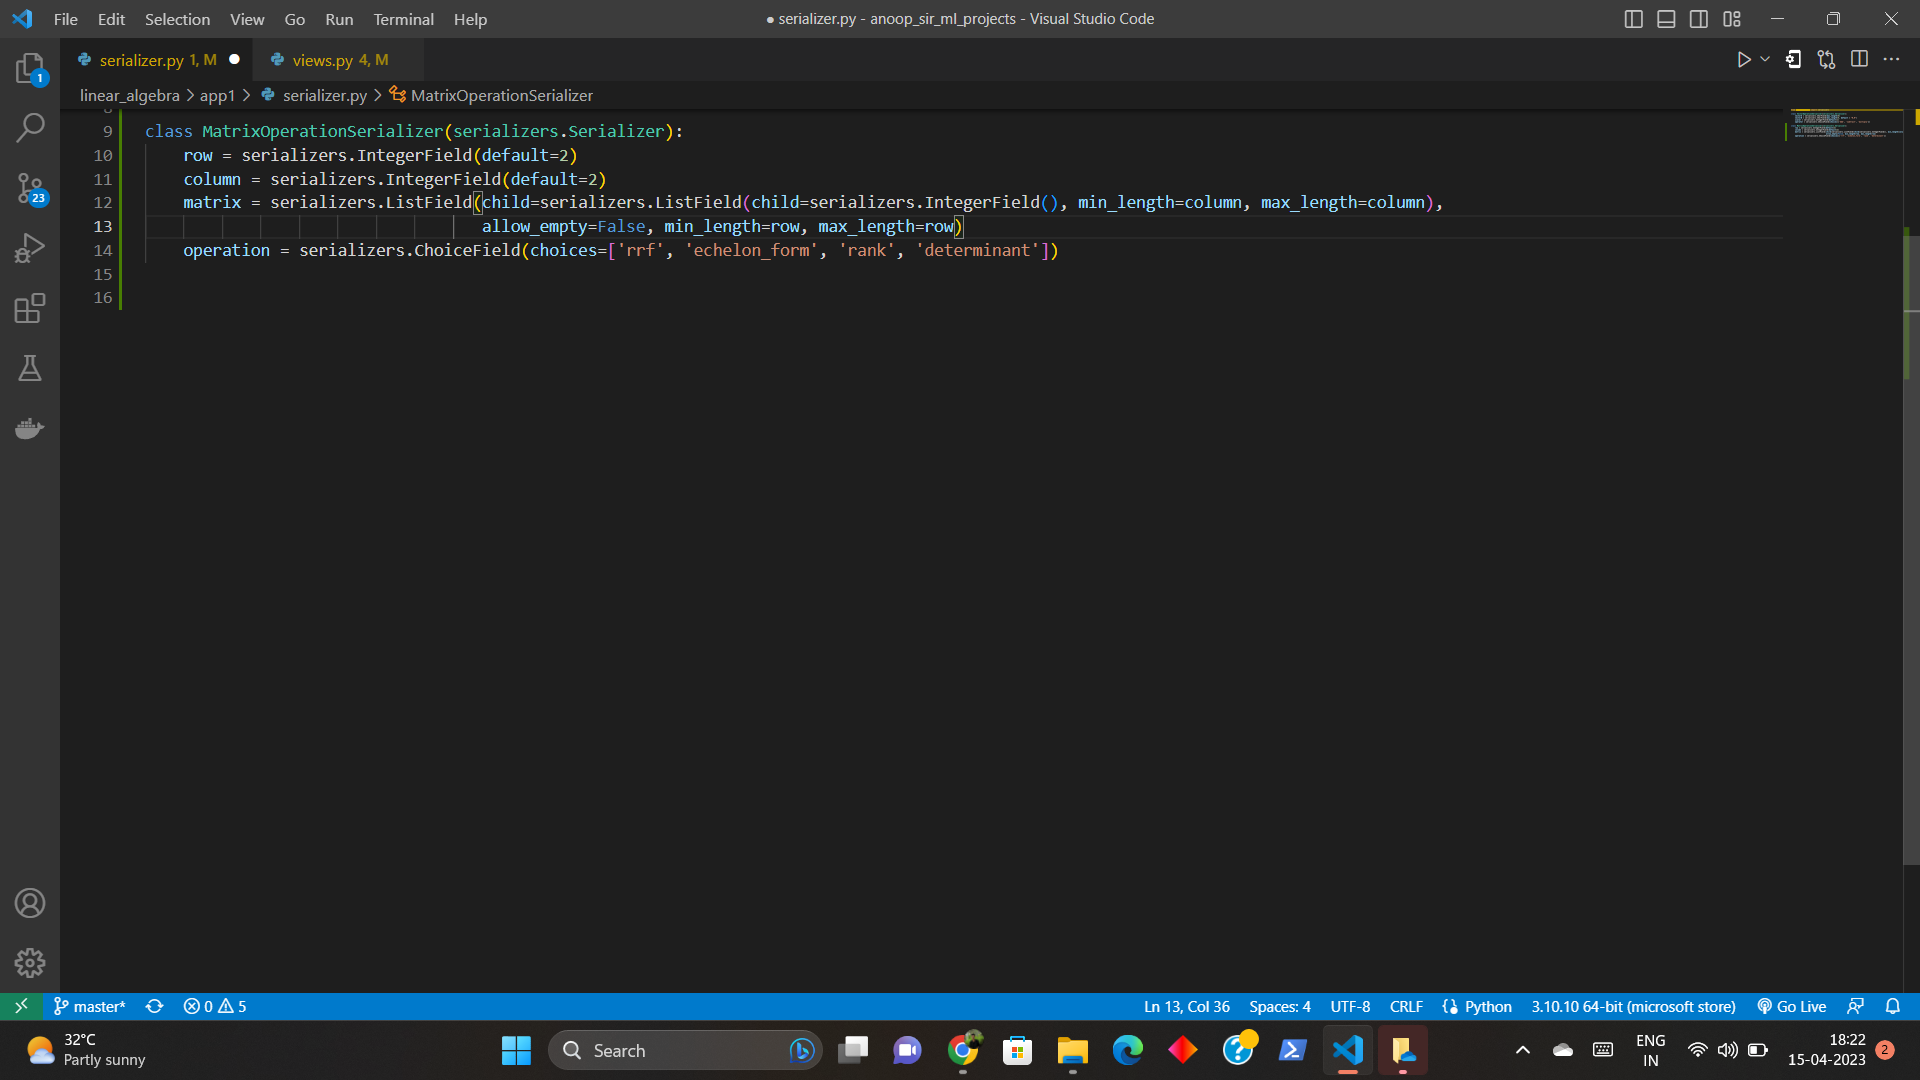 File Edit Selection View Go Run Terminal Help
● serializer.py - anoop_sir_ml_projects - Visual Studio Code
serializer.py 1, M ●
views.py 4, M
linear_algebra > app1 > serializer.py > MatrixOperationSerializer
9 class MatrixOperationSerializer(serializers.Serializer):
10 row = serializers.IntegerField(default=2)
11 column = serializers.IntegerField(default=2)
12 matrix = serializers.ListField(child=serializers.ListField(child=serializers.IntegerField(), min_length=column, max_length=column),
13 allow_empty=False, min_length=row, max_length=row)
14 operation = serializers.ChoiceField(choices=['rrf', 'echelon_form', 'rank', 'determinant'])
15
16
1
23
master* 0 5
Ln 13, Col 36 Spaces: 4 UTF-8 CRLF Python 3.10.10 64-bit (microsoft store) Go Live
32°C
Partly sunny
Search
ENG
IN
18:22
15-04-2023
2